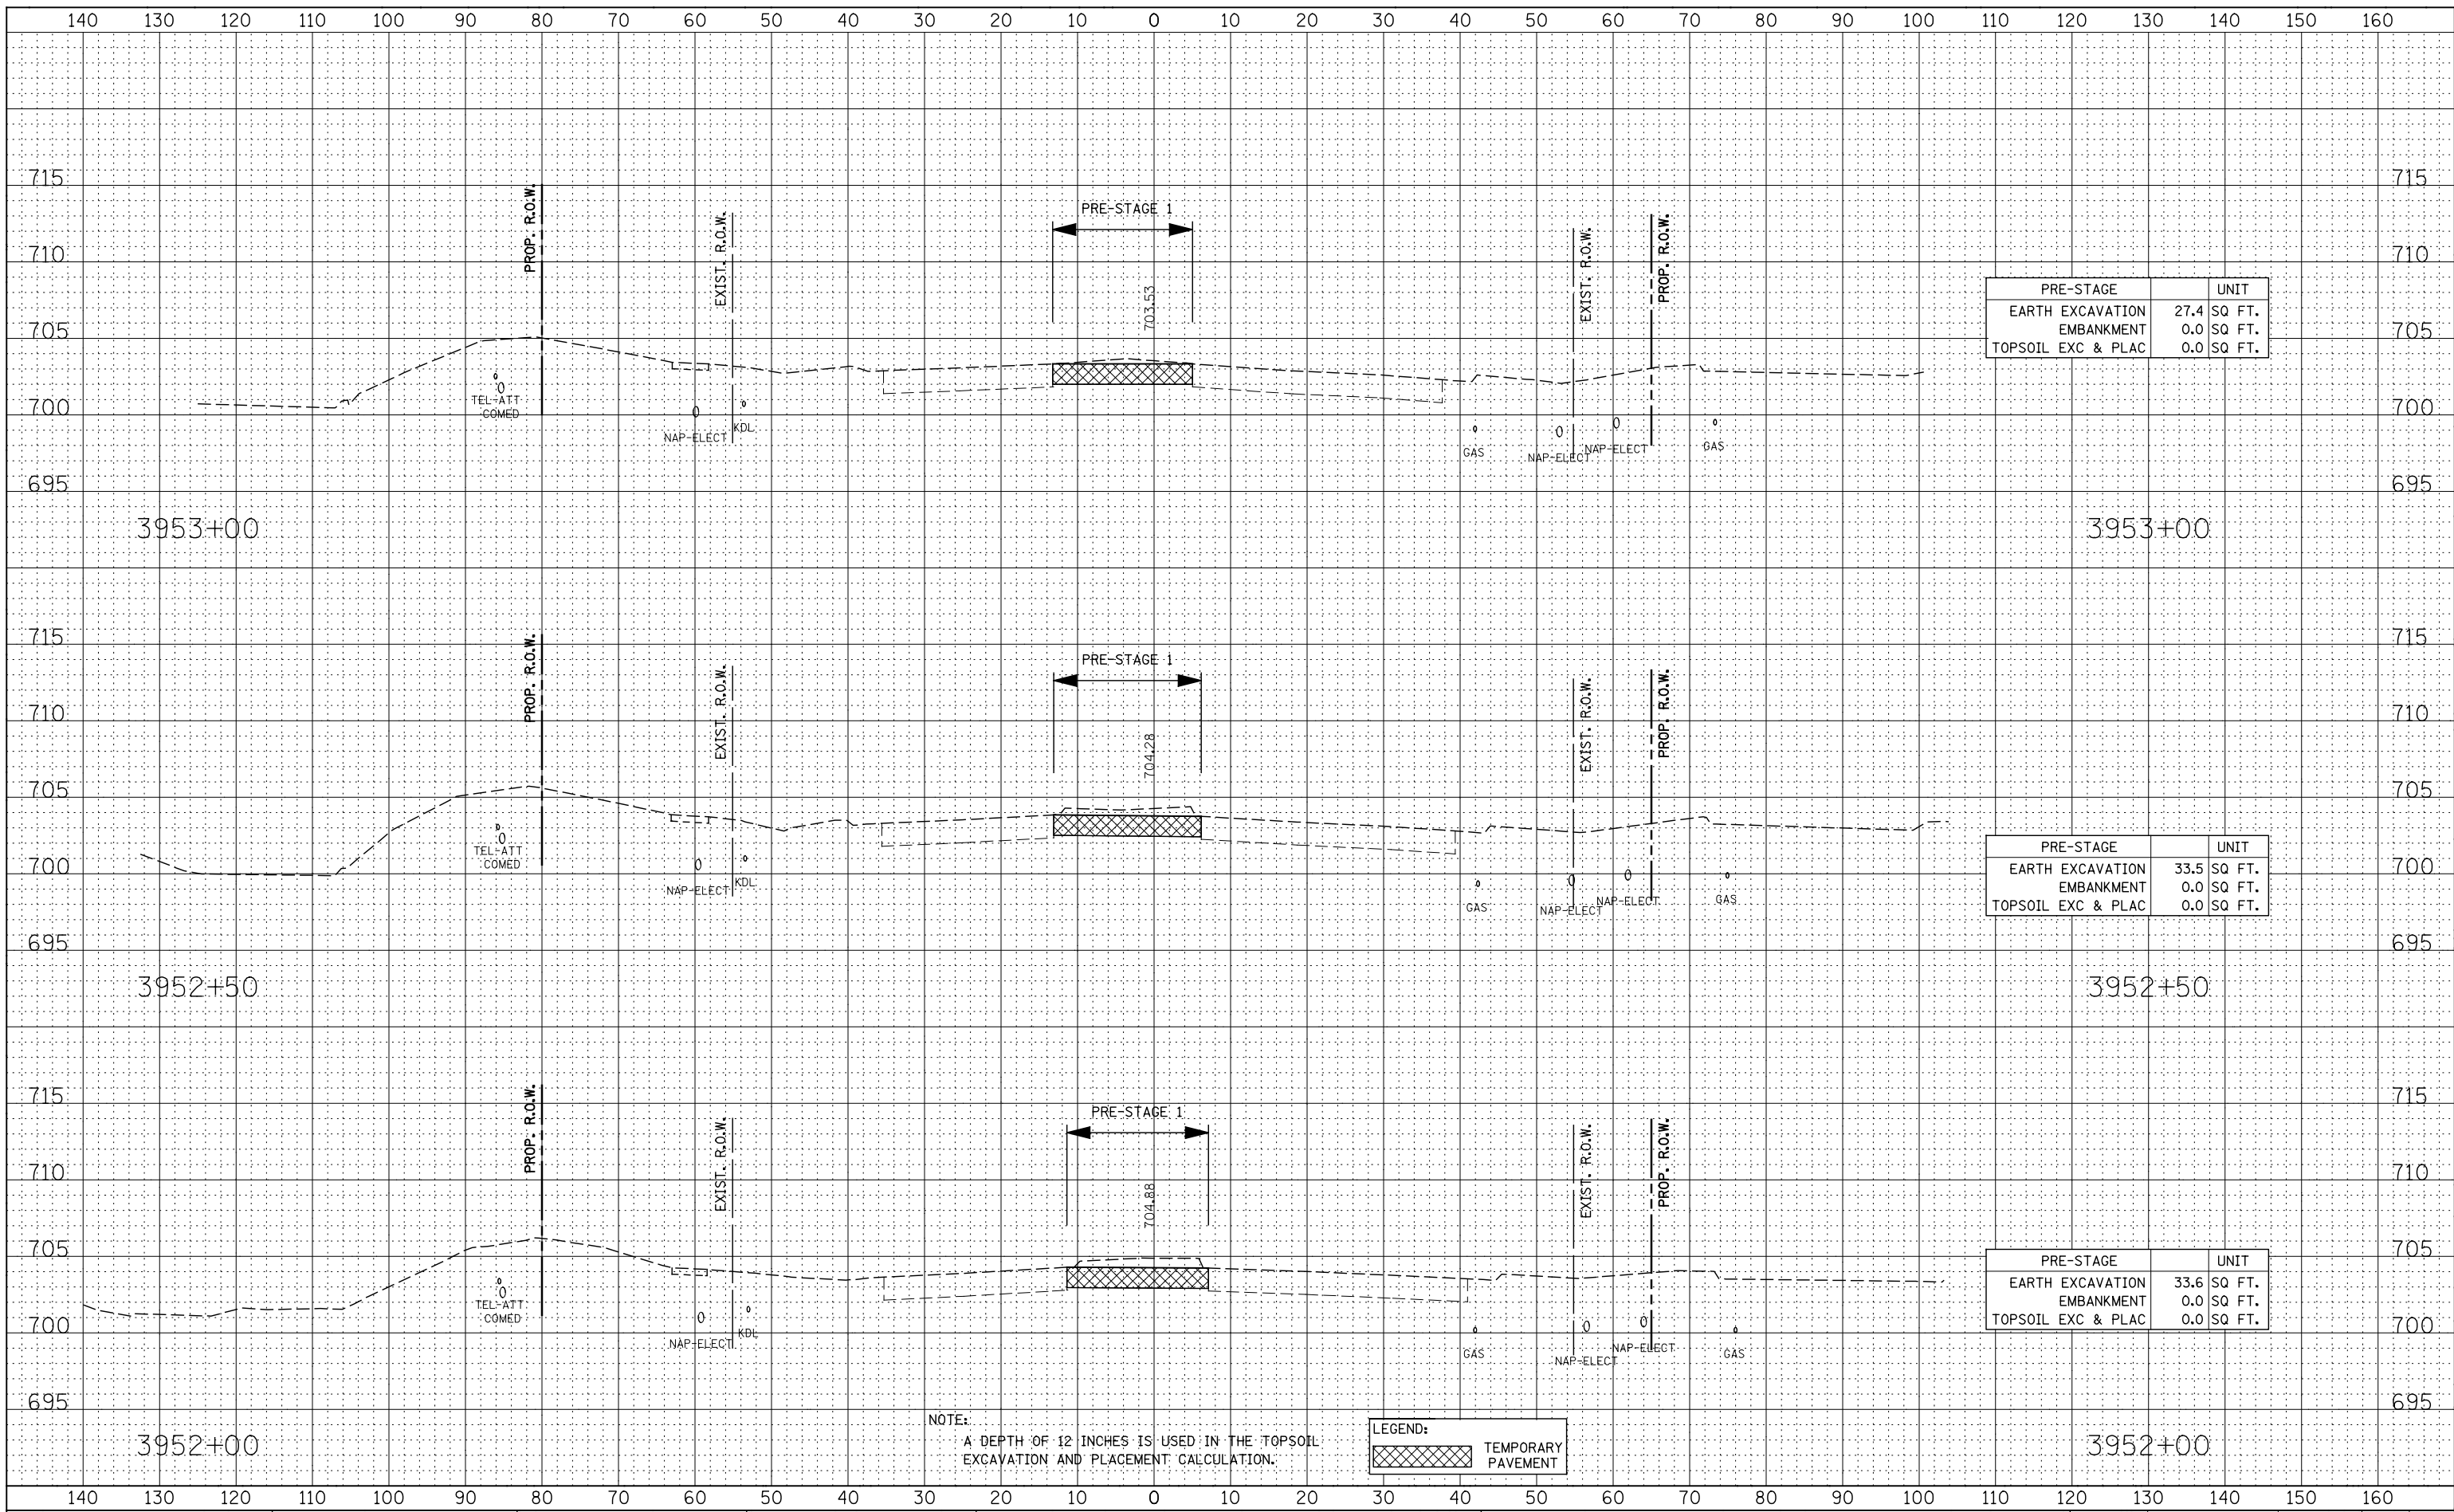 140 130 120 110 100 90 80 70 60 50 40 30 20 10 0 10 20 30 40 50 60 70 80 90 100 110 120 130 140 150 160
715 715
710 710
705 705
700 700
695 695
PROP. R.O.W.
EXIST. R.O.W.
PRE-STAGE 1
703.53
EXIST. R.O.W.
PROP. R.O.W.
TEL-ATT
COMED
NAP-ELECT
KDL
GAS
NAP-ELECT
NAP-ELECT
GAS
PRE-STAGE UNIT
EARTH EXCAVATION 27.4 SQ FT.
EMBANKMENT 0.0 SQ FT.
TOPSOIL EXC & PLAC 0.0 SQ FT.
3953+00 3953+00
715 715
710 710
705 705
700 700
695 695
PROP. R.O.W.
EXIST. R.O.W.
PRE-STAGE 1
704.28
EXIST. R.O.W.
PROP. R.O.W.
TEL-ATT
COMED
NAP-ELECT
KDL
GAS
NAP-ELECT
NAP-ELECT
GAS
PRE-STAGE UNIT
EARTH EXCAVATION 33.5 SQ FT.
EMBANKMENT 0.0 SQ FT.
TOPSOIL EXC & PLAC 0.0 SQ FT.
3952+50 3952+50
715 715
710 710
705 705
700 700
695 695
PROP. R.O.W.
EXIST. R.O.W.
PRE-STAGE 1
704.88
EXIST. R.O.W.
PROP. R.O.W.
TEL-ATT
COMED
NAP-ELECT
KDL
GAS
NAP-ELECT
NAP-ELECT
GAS
PRE-STAGE UNIT
EARTH EXCAVATION 33.6 SQ FT.
EMBANKMENT 0.0 SQ FT.
TOPSOIL EXC & PLAC 0.0 SQ FT.
3952+00 3952+00
NOTE:
A DEPTH OF 12 INCHES IS USED IN THE TOPSOIL
EXCAVATION AND PLACEMENT CALCULATION.
LEGEND:
TEMPORARY
PAVEMENT
140 130 120 110 100 90 80 70 60 50 40 30 20 10 0 10 20 30 40 50 60 70 80 90 100 110 120 130 140 150 160